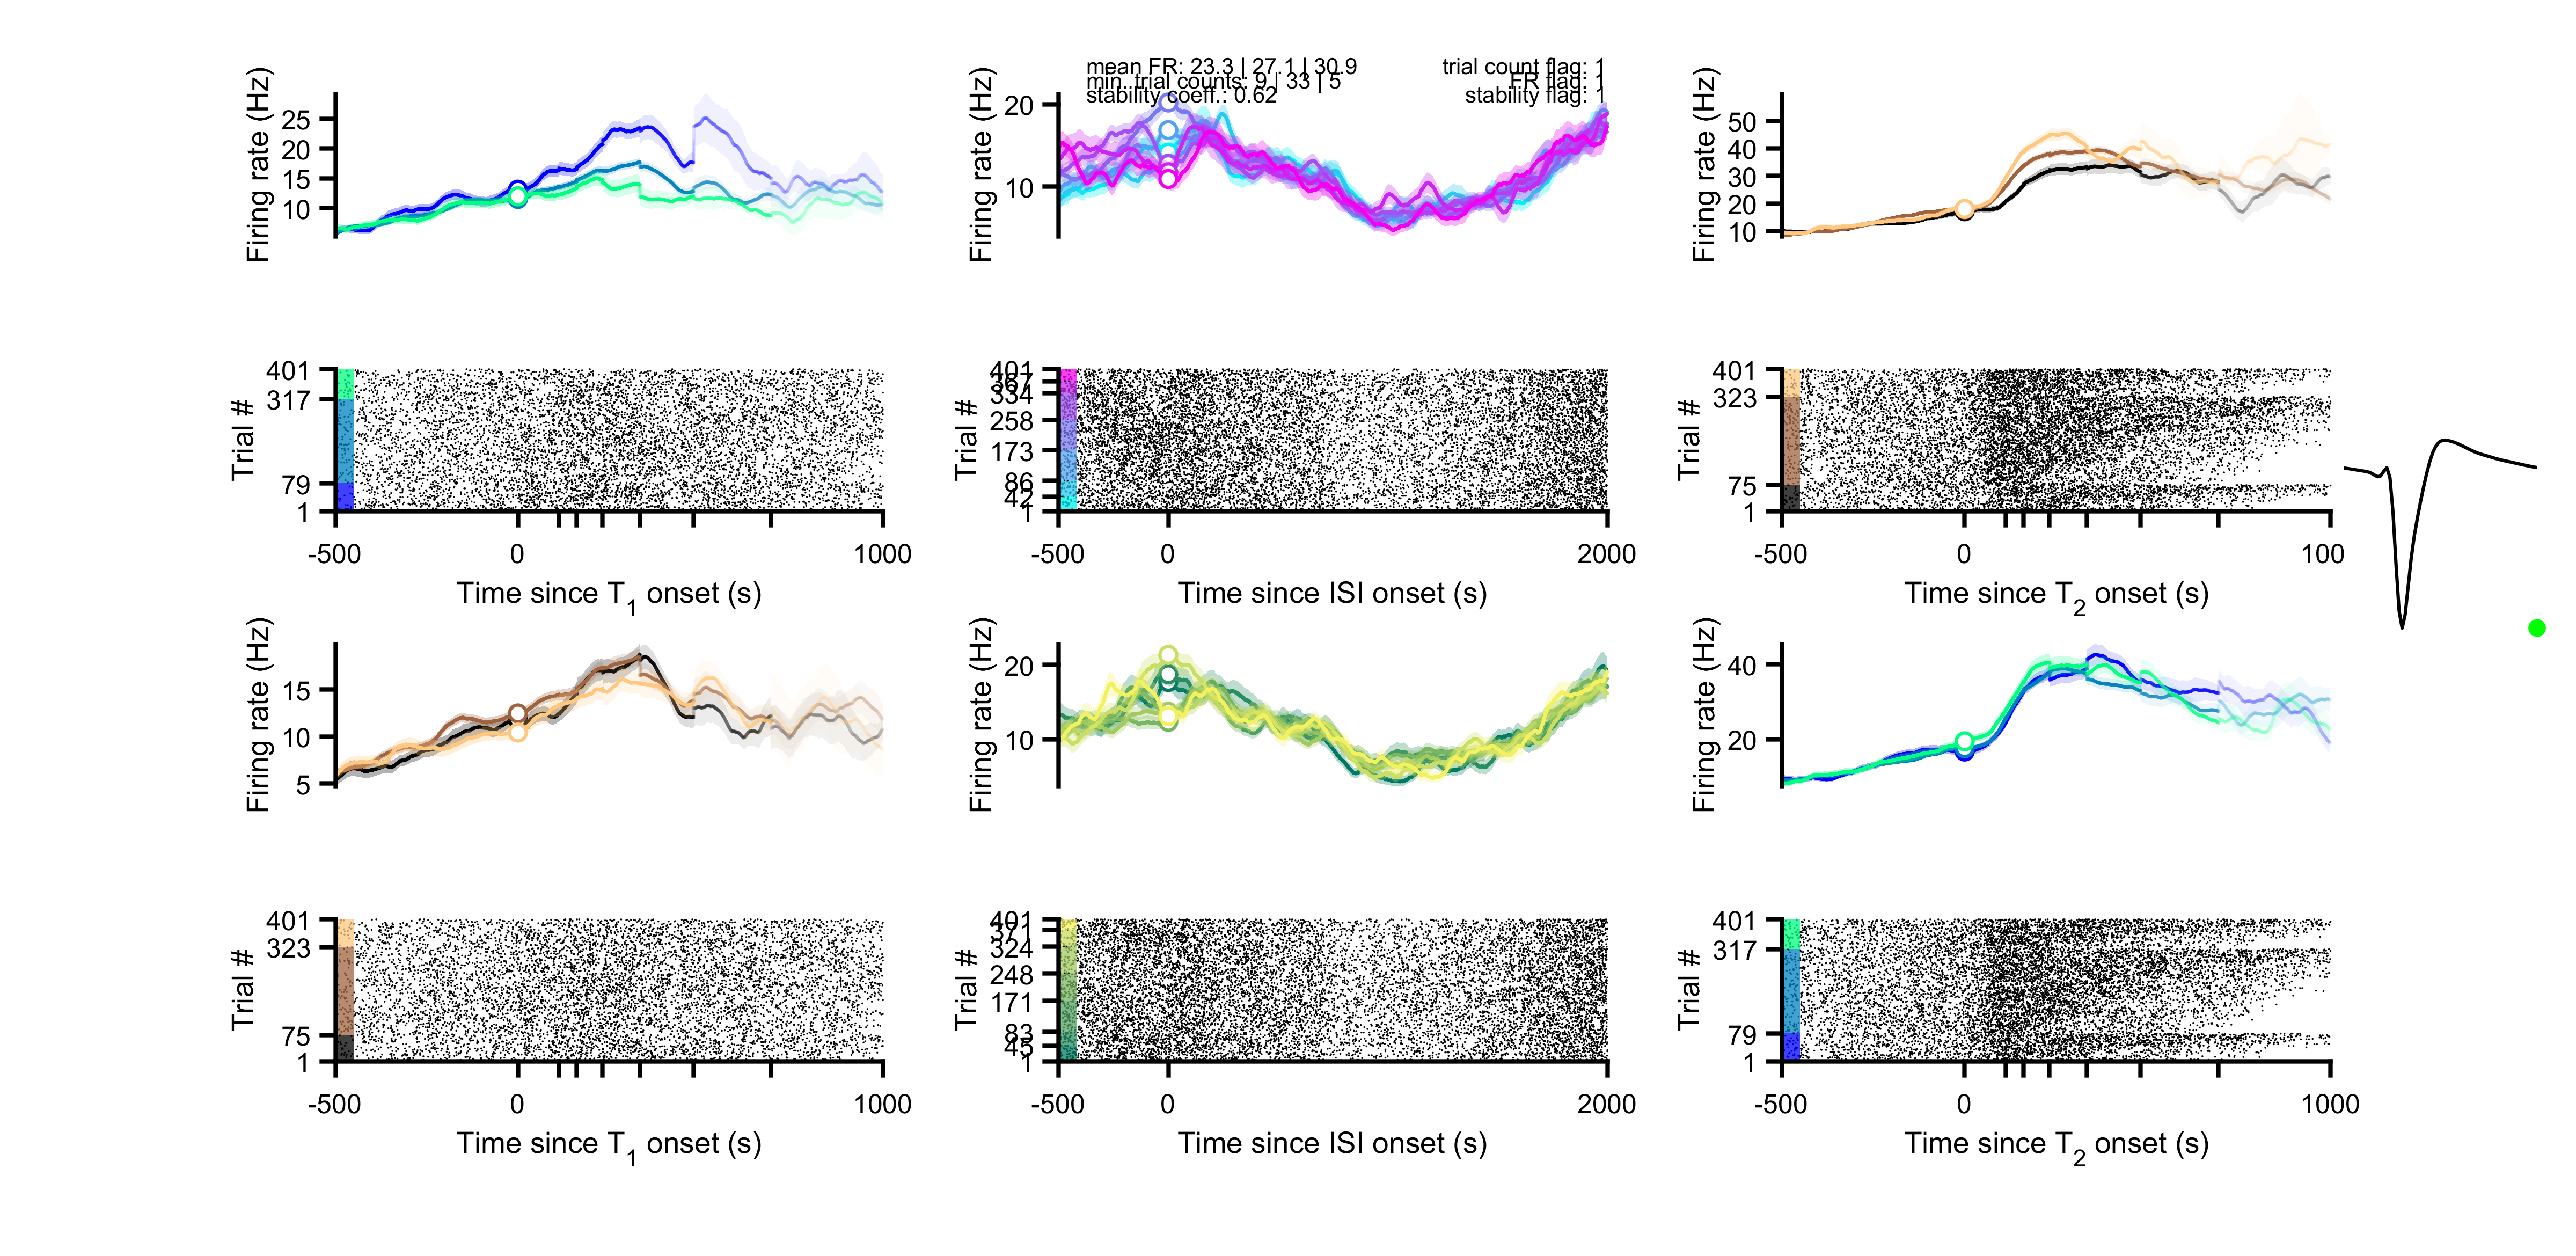 mean FR: 23.3 | 27.1 | 30.9
min. trial counts: 9 | 33 | 5
stability coeff.: 0.62
trial count flag: 1
FR flag: 1
stability flag: 1
Firing rate (Hz)
25
20
15
10
Firing rate (Hz)
20
10
Firing rate (Hz)
50
40
30
20
10
Trial #
401
317
79
1
-500
0
1000
Time since T1 onset (s)
Trial #
401
367
334
258
173
86
42
1
-500
0
2000
Time since ISI onset (s)
Trial #
401
323
75
1
-500
0
100
Time since T2 onset (s)
Firing rate (Hz)
15
10
5
Firing rate (Hz)
20
10
Firing rate (Hz)
40
20
Trial #
401
323
75
1
-500
0
1000
Time since T1 onset (s)
Trial #
401
371
324
248
171
83
45
1
-500
0
2000
Time since ISI onset (s)
Trial #
401
317
79
1
-500
0
1000
Time since T2 onset (s)